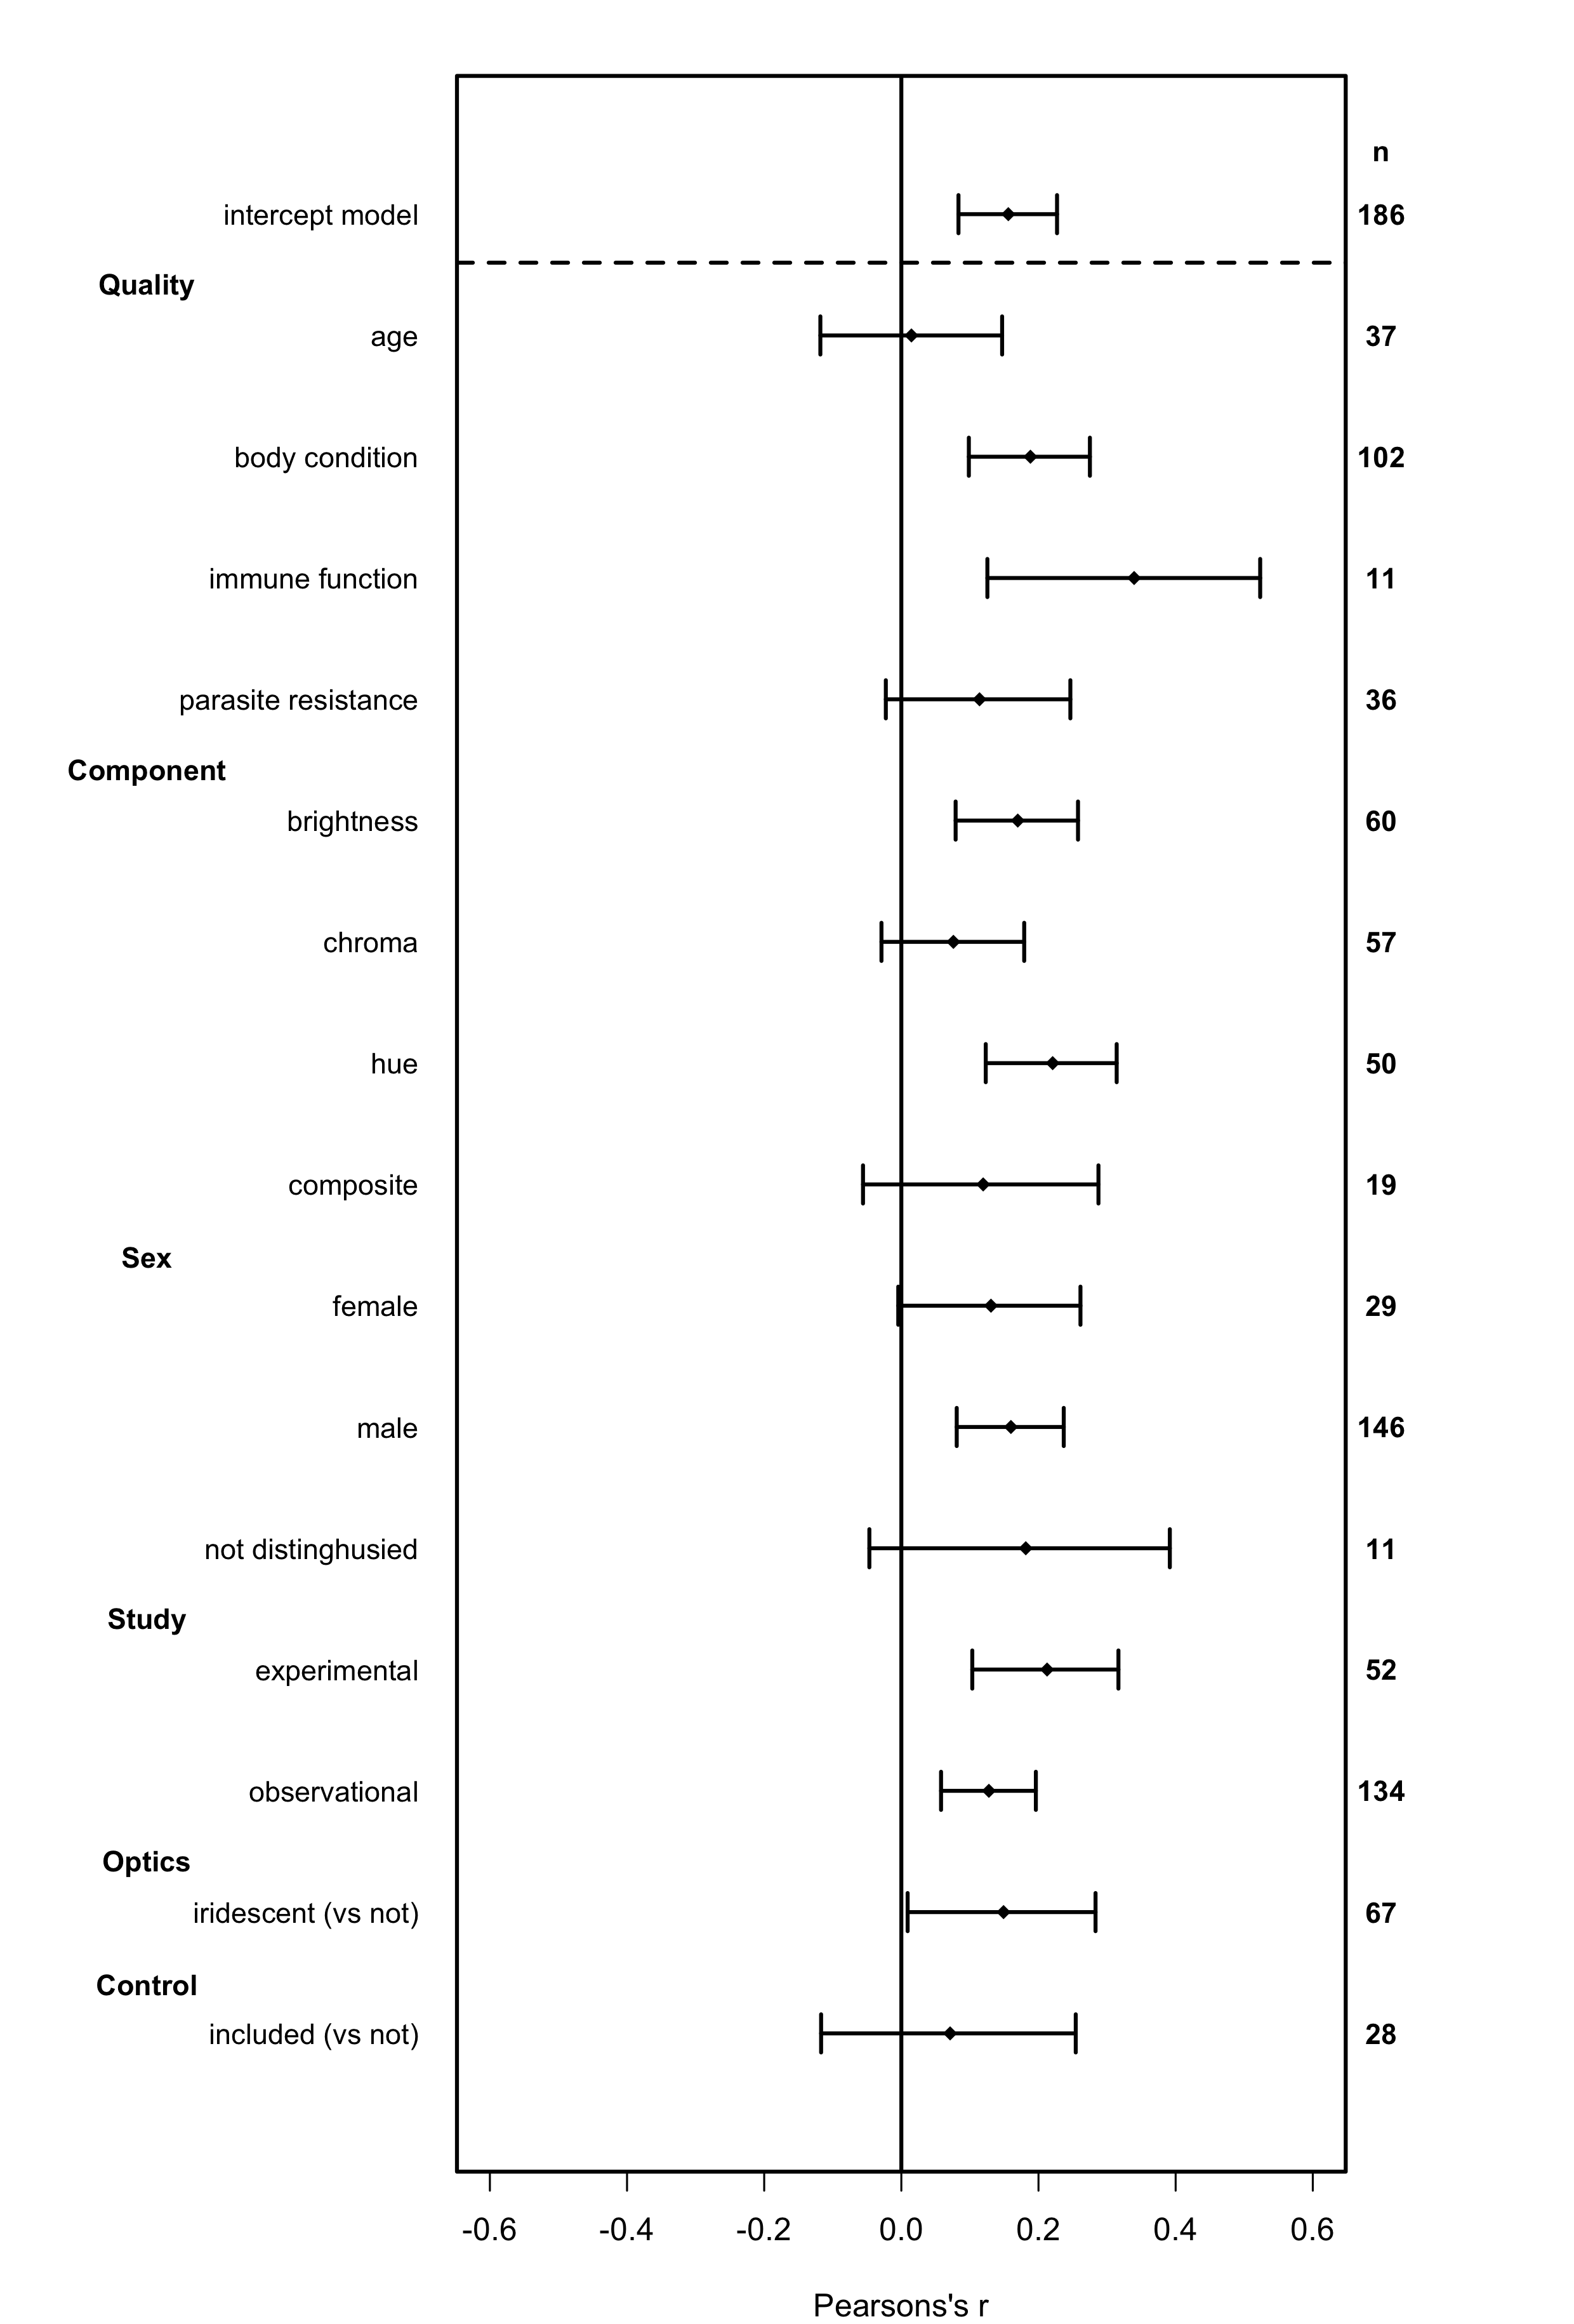 n
intercept model 186
Quality
age 37
body condition 102
immune function 11
parasite resistance 36
Component
brightness 60
chroma 57
hue 50
composite 19
Sex
female 29
male 146
not distinghusied 11
Study
experimental 52
observational 134
Optics
iridescent (vs not) 67
Control
included (vs not) 28
-0.6 -0.4 -0.2 0.0 0.2 0.4 0.6
Pearsons's r